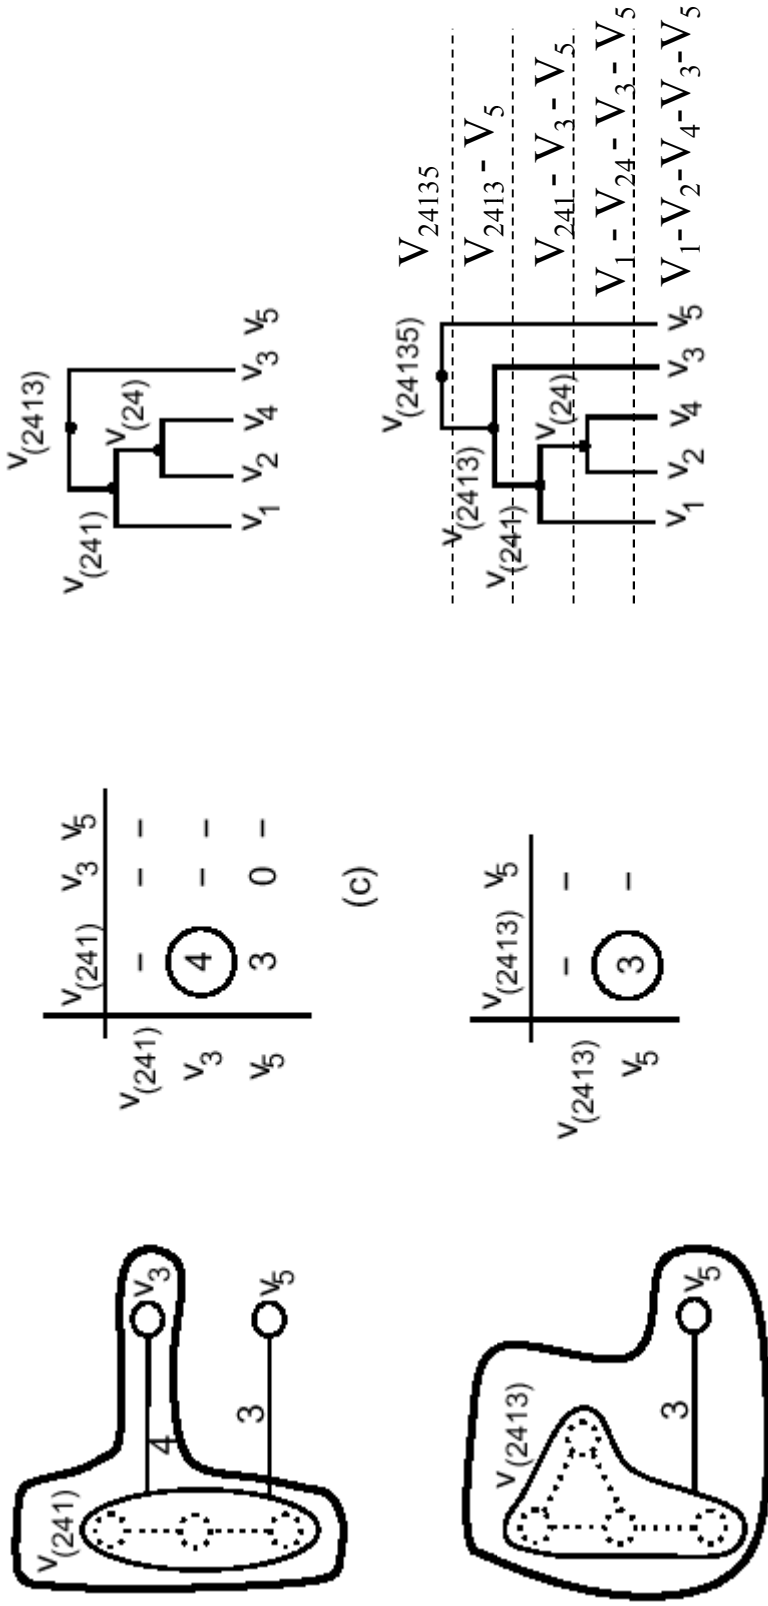 v(241)
v3
4
3
v5
v(241) v3 v5
v(241) – – –
v3 4 – –
v5 3 0 –
(c)
v(2413)
v(241)
v(24)
v1 v2 v4 v3 v5
v(2413)
3
v5
v(2413) v5
v(2413) – –
v5 3 –
v(24135)
v(2413)
v(241)
v(24)
v1 v2 v4 v3 v5
V24135
V2413 - V5
V241 - V3 - V5
V1 - V24 - V3 - V5
V1-V2-V4-V3-V5